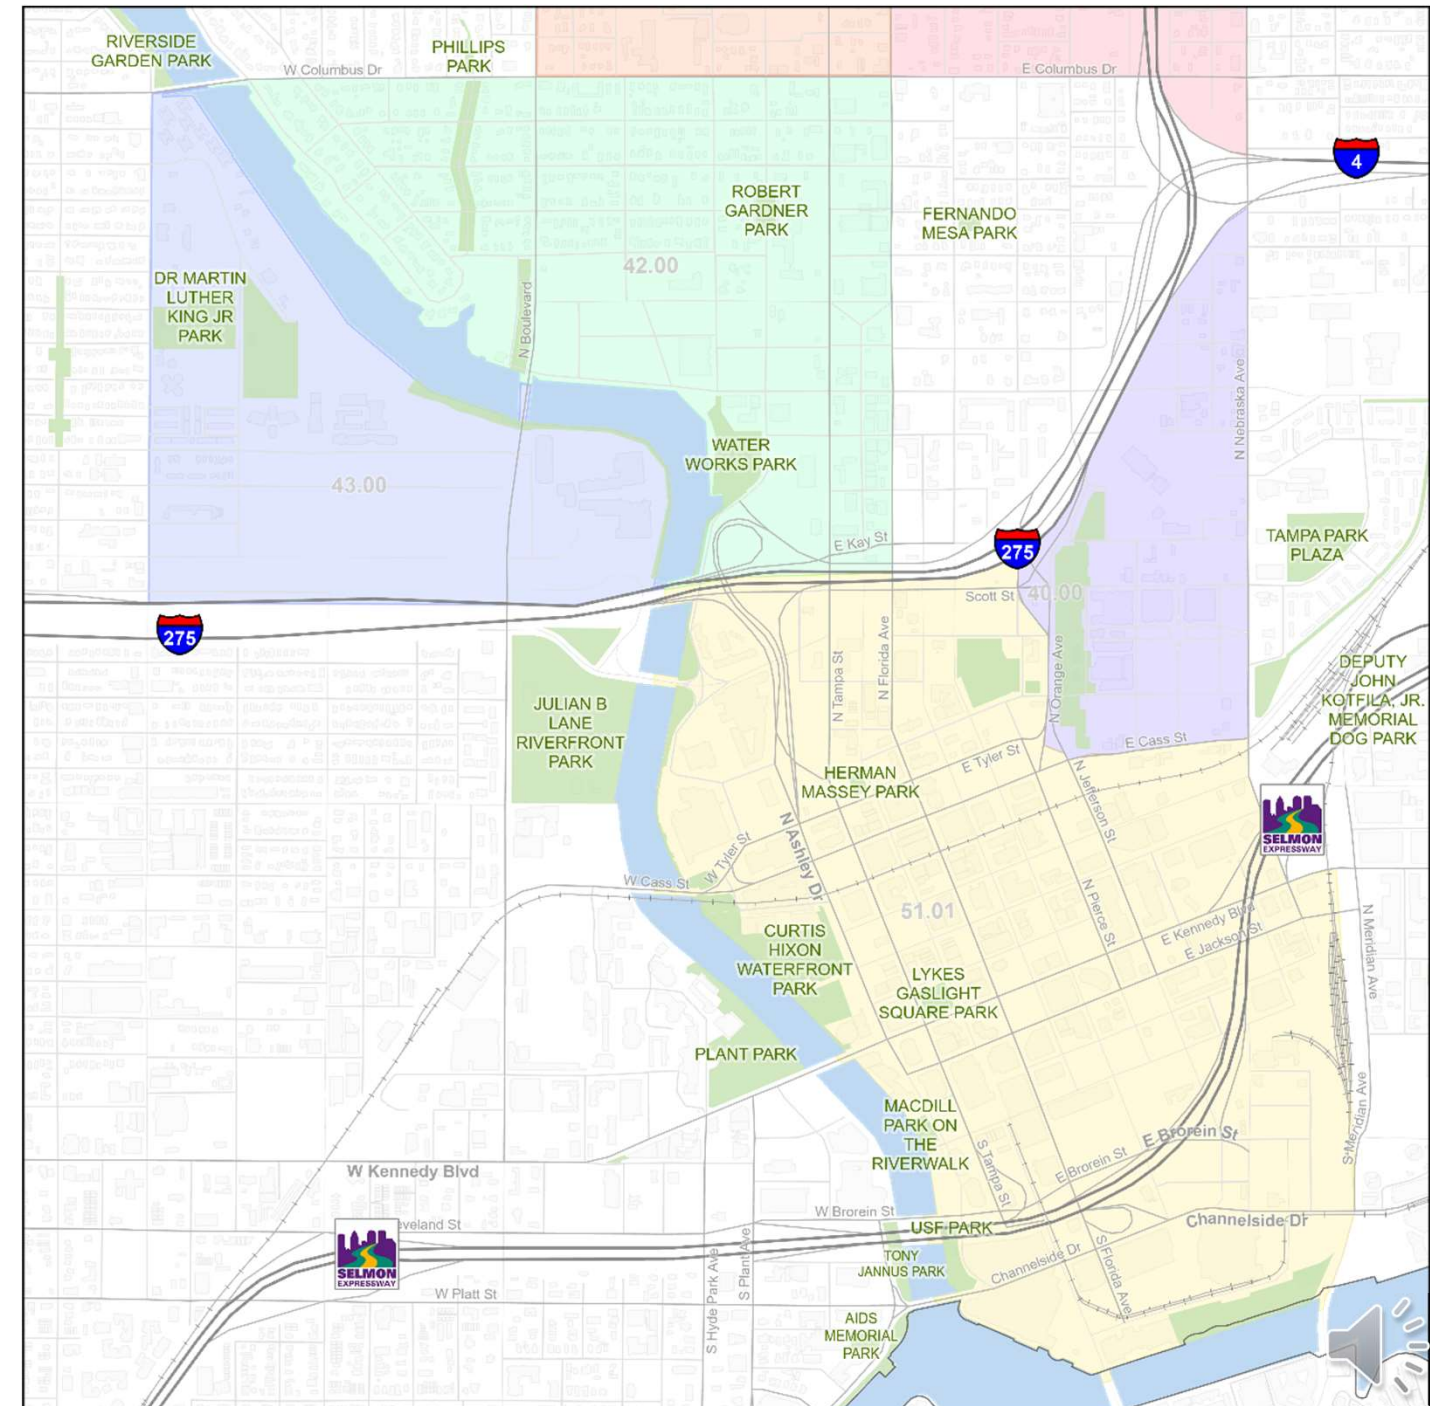 RIVERSIDE
GARDEN PARK
PHILLIPS
PARK
W Columbus Dr
E Columbus Dr
4
ROBERT
GARDNER
PARK
FERNANDO
MESA PARK
42.00
DR MARTIN
LUTHER
KING JR
PARK
N Boulevard
N Nebraska Ave
WATER
WORKS PARK
43.00
E Kay St
275
TAMPA PARK
PLAZA
Scott St
40.00
275
N Tampa St
N Florida Ave
N Orange Ave
DEPUTY
JOHN
KOTFILA, JR.
MEMORIAL
DOG PARK
JULIAN B
LANE
RIVERFRONT
PARK
E Cass St
E Tyler St
HERMAN
MASSEY PARK
N Jefferson St
SELMON
EXPRESSWAY
N Ashley Dr
W Tyler St
W Cass St
N Pierce St
51.01
E Kennedy Blvd
E Jackson St
N Meridian Ave
CURTIS
HIXON
WATERFRONT
PARK
LYKES
GASLIGHT
SQUARE PARK
PLANT PARK
MACDILL
PARK ON
THE
RIVERWALK
S Meridian Ave
E Brorein St
E Brorein St
W Kennedy Blvd
S Tampa St
W Brorein St
eveland St
USF PARK
Channelside Dr
SELMON
EXPRESSWAY
TONY
JANNUS PARK
Channelside Dr
S Florida Ave
W Platt St
S Hyde Park Ave
S Plant Ave
AIDS
MEMORIAL
PARK